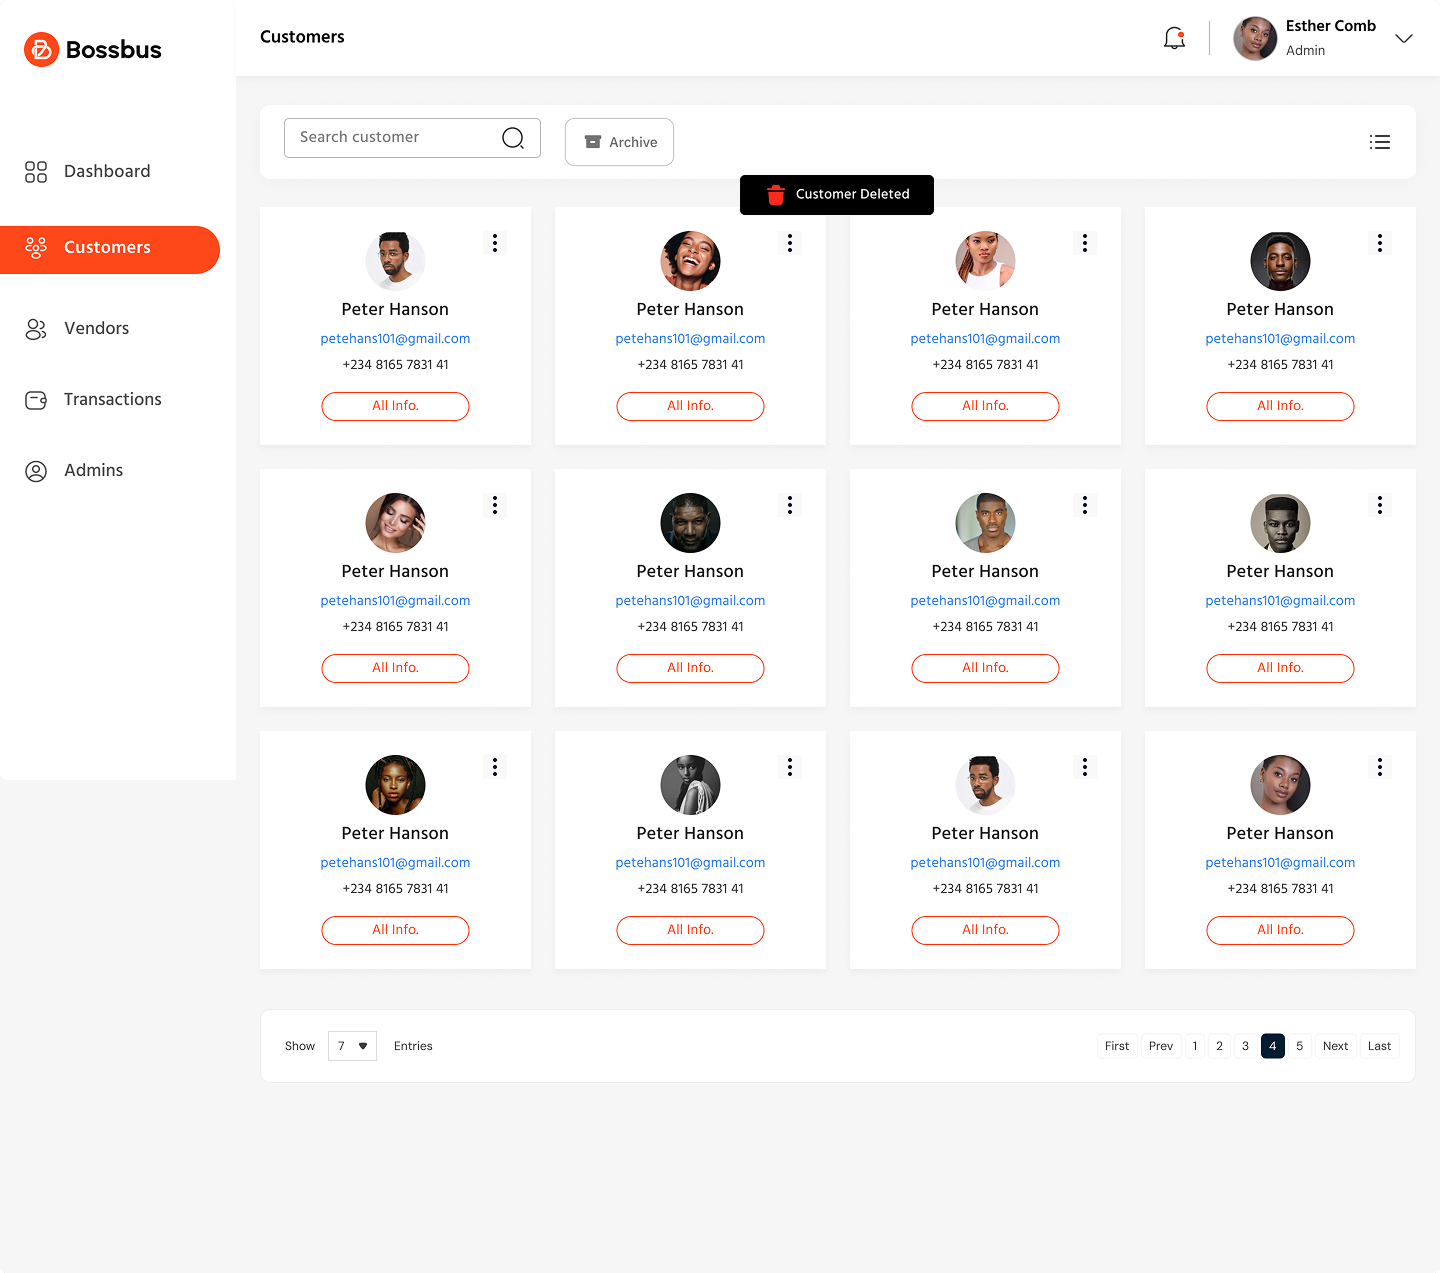 Bossbus
Customers
Esther Comb
Admin
Dashboard
Customers
Vendors
Transactions
Admins
Search customer
Archive
Customer Deleted
Peter Hanson
petehans101@gmail.com
+234 8165 7831 41
All Info.
Peter Hanson
petehans101@gmail.com
+234 8165 7831 41
All Info.
Peter Hanson
petehans101@gmail.com
+234 8165 7831 41
All Info.
Peter Hanson
petehans101@gmail.com
+234 8165 7831 41
All Info.
Peter Hanson
petehans101@gmail.com
+234 8165 7831 41
All Info.
Peter Hanson
petehans101@gmail.com
+234 8165 7831 41
All Info.
Peter Hanson
petehans101@gmail.com
+234 8165 7831 41
All Info.
Peter Hanson
petehans101@gmail.com
+234 8165 7831 41
All Info.
Peter Hanson
petehans101@gmail.com
+234 8165 7831 41
All Info.
Peter Hanson
petehans101@gmail.com
+234 8165 7831 41
All Info.
Peter Hanson
petehans101@gmail.com
+234 8165 7831 41
All Info.
Peter Hanson
petehans101@gmail.com
+234 8165 7831 41
All Info.
Show 7 Entries
First Prev 1 2 3 4 5 Next Last